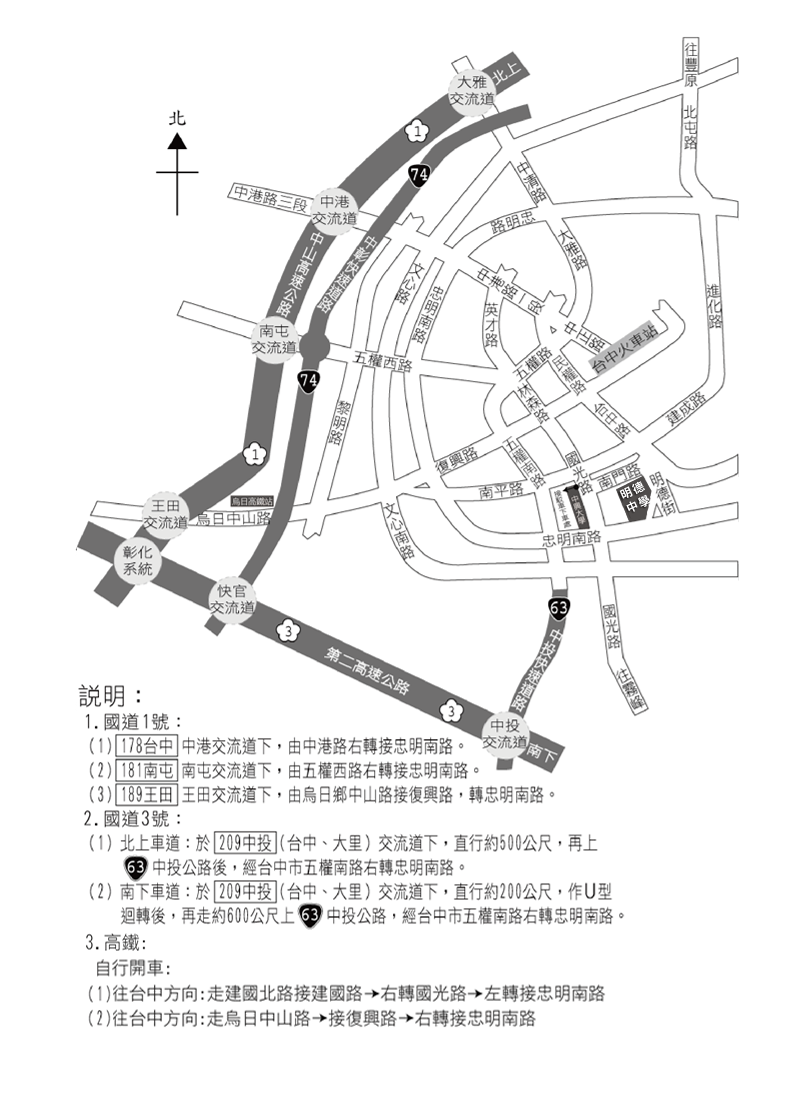 往豐原
北屯路
大雅
交流道
北上
北
1
74
中清路
中港路三段
中港
交流道
路明忠
大雅路
中彰快速道路
中山高速公路
文心路
忠明南路
英才路
進化路
南屯
交流道
五權西路
五權路
民權路
台中火車站
74
黎明路
林森路
台中路
建成路
1
復興路
五權南路
國光路
南平路
南門路
明德中學
明德街
烏日高鐵站
王田
交流道
烏日中山路
文心南路
中興大學
忠明南路
彰化
系統
快官
交流道
63
國光路
3
中投快速道路
第二高速公路
往霧峰
3
中投
交流道
南下
説明：
1.國道1號：
(1) 178台中 中港交流道下，由中港路右轉接忠明南路。
(2) 181南屯 南屯交流道下，由五權西路右轉接忠明南路。
(3) 189王田 王田交流道下，由烏日鄉中山路接復興路，轉忠明南路。
2.國道3號：
(1) 北上車道：於 209中投 (台中、大里) 交流道下，直行約500公尺，再上
63 中投公路後，經台中市五權南路右轉忠明南路。
(2) 南下車道：於 209中投 (台中、大里) 交流道下，直行約200公尺，作U型
迴轉後，再走約600公尺上 63 中投公路，經台中市五權南路右轉忠明南路。
3.高鐵:
自行開車:
(1)往台中方向:走建國北路接建國路→右轉國光路→左轉接忠明南路
(2)往台中方向:走烏日中山路→接復興路→右轉接忠明南路